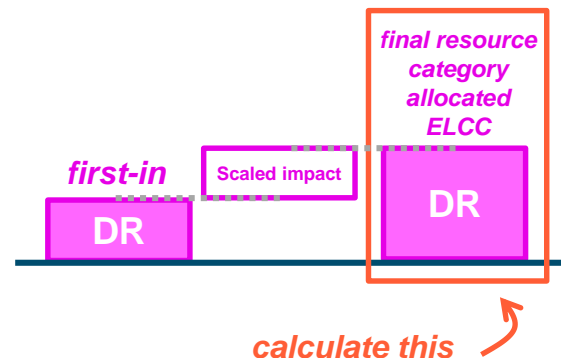 final resource
category
allocated
ELCC
first-in
Scaled impact
DR
DR
calculate this